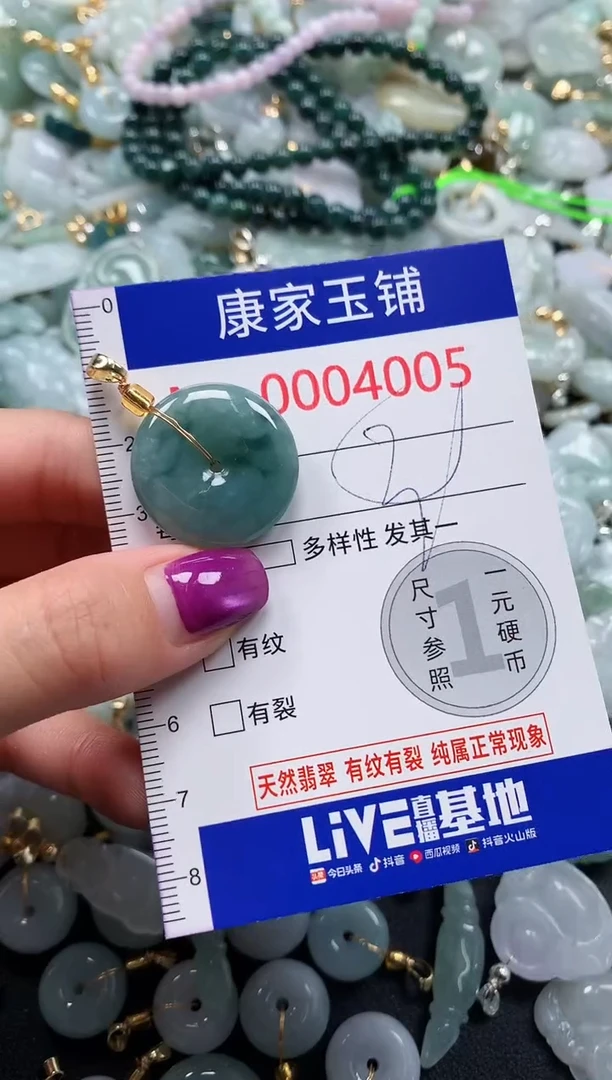 0
康家玉铺
0004005
2
3
多样性 发其一
尺寸参照
1
一元硬币
有纹
有裂
6
天然翡翠 有纹有裂 纯属正常现象
7
LiVE直播基地
8
头条 今日头条 抖音 西瓜视频 抖音火山版